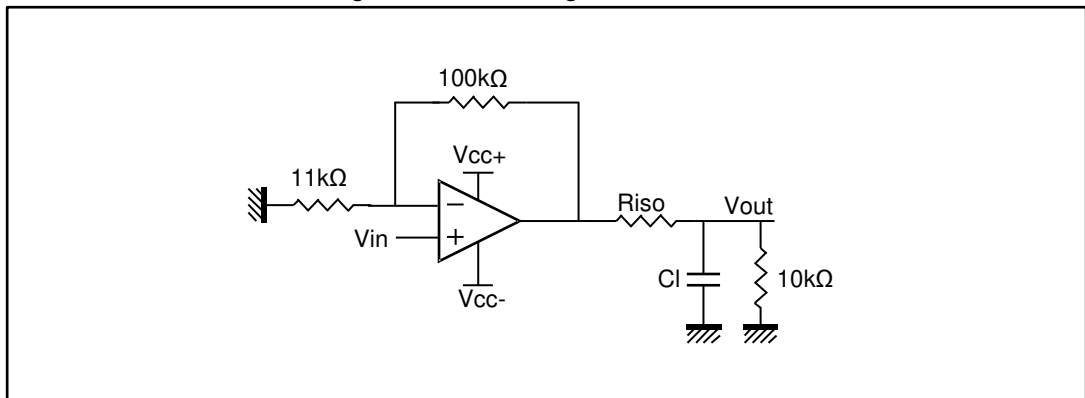 100kΩ
Vcc+
11kΩ
Riso
Vout
Vin
Cl
10kΩ
Vcc-